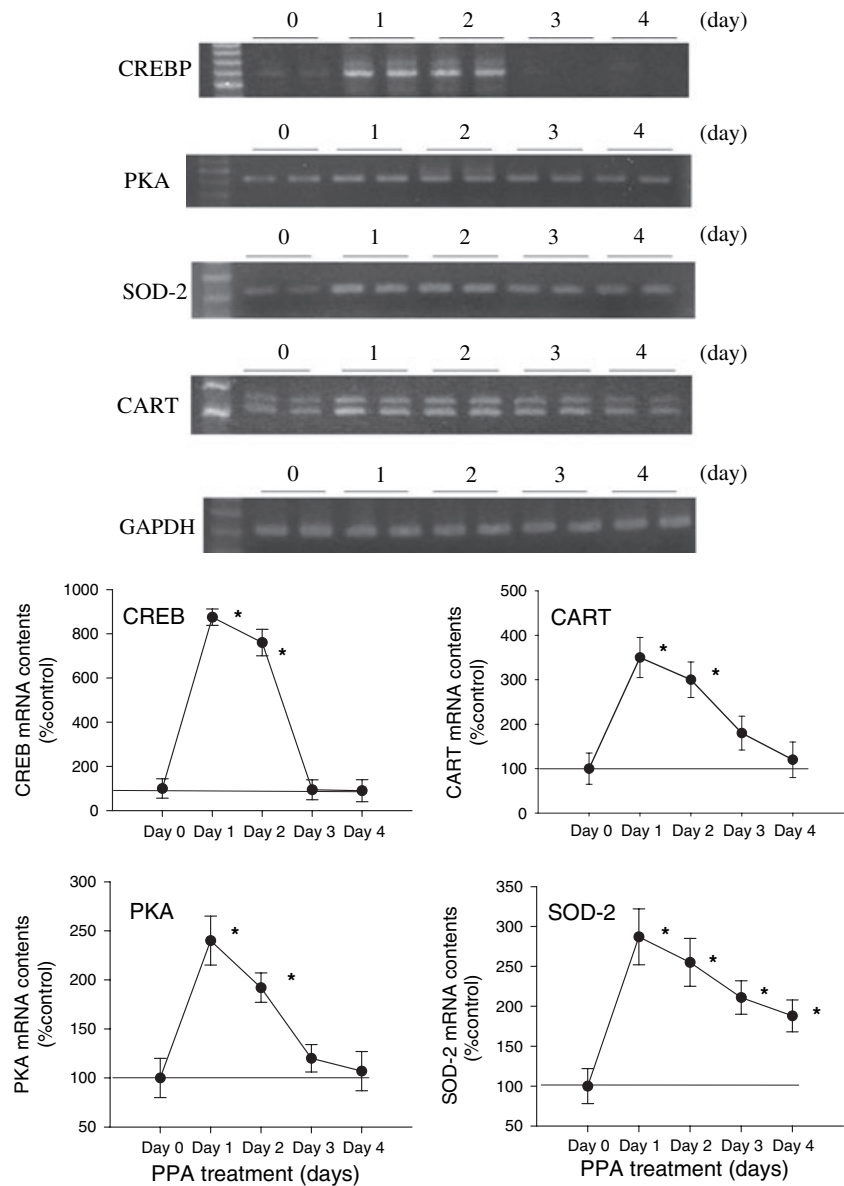 0 1 2 3 4 (day)
CREBP
0 1 2 3 4 (day)
PKA
0 1 2 3 4 (day)
SOD-2
0 1 2 3 4 (day)
CART
0 1 2 3 4 (day)
GAPDH
CREB
CREB mRNA contents
(%control)
1000
800
600
400
200
100
0
* *
Day 0 Day 1 Day 2 Day 3 Day 4
CART
CART mRNA contents
(%control)
500
400
300
200
100
0
* *
Day 0 Day 1 Day 2 Day 3 Day 4
PKA
PKA mRNA contents
(%control)
300
250
200
150
100
50
* *
Day 0 Day 1 Day 2 Day 3 Day 4
PPA treatment (days)
SOD-2
SOD-2 mRNA contents
(%control)
350
300
250
200
150
100
50
* * * *
Day 0 Day 1 Day 2 Day 3 Day 4
PPA treatment (days)